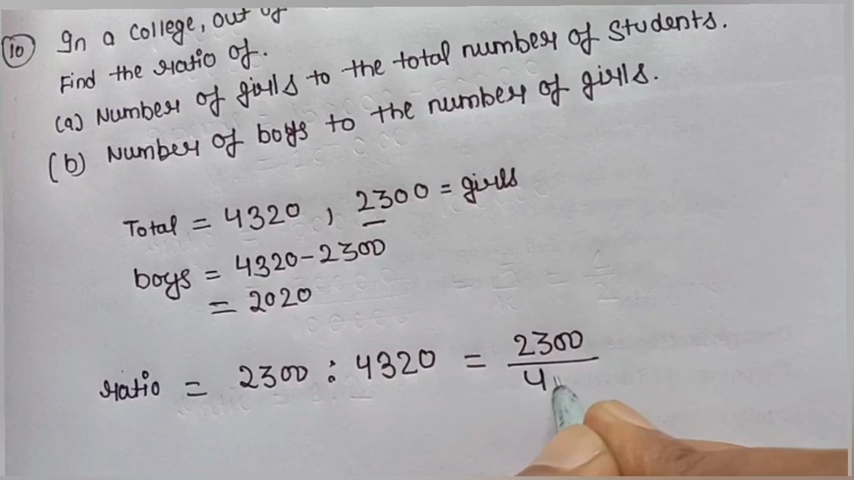 10 In a college, out of
Find the ratio of.
(a) Number of girls to the total number of students.
(b) Number of boys to the number of girls.
Total = 4320 , 2300 = girls
boys = 4320 - 2300
= 2020
ratio = 2300 : 4320 = 2300
4